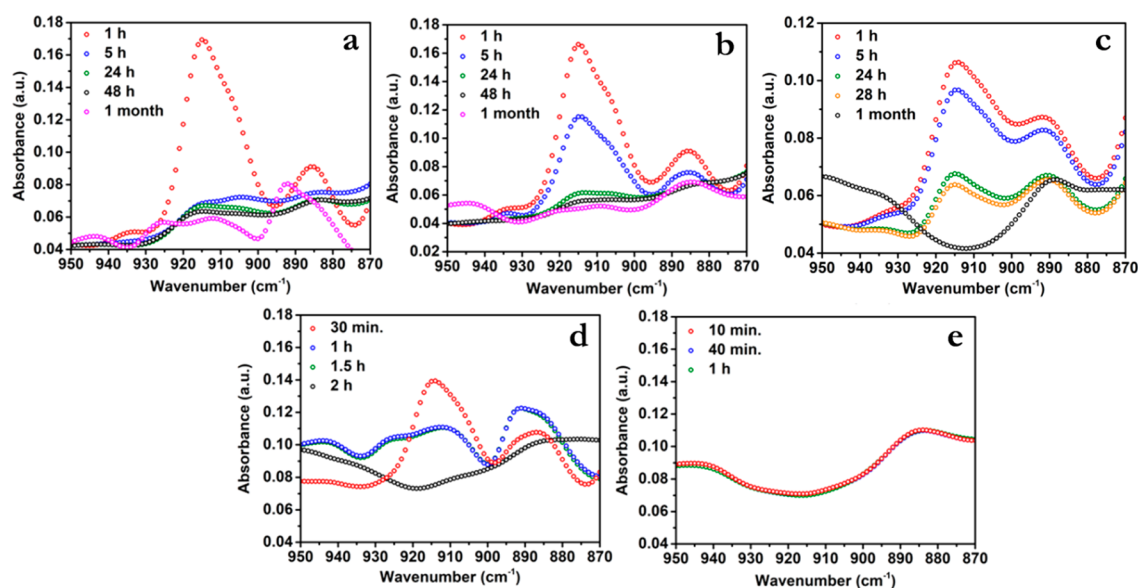 a
1 h
5 h
24 h
48 h
1 month
Absorbance (a.u.)
0.18
0.16
0.14
0.12
0.10
0.08
0.06
0.04
950 940 930 920 910 900 890 880 870
Wavenumber (cm⁻¹)
b
1 h
5 h
24 h
48 h
1 month
Absorbance (a.u.)
0.18
0.16
0.14
0.12
0.10
0.08
0.06
0.04
0.02
950 940 930 920 910 900 890 880 870
Wavenumber (cm⁻¹)
c
1 h
5 h
24 h
28 h
1 month
Absorbance (a.u.)
0.12
0.10
0.08
0.06
0.04
950 940 930 920 910 900 890 880 870
Wavenumber (cm⁻¹)
d
30 min.
1 h
1.5 h
2 h
Absorbance (a.u.)
0.18
0.16
0.14
0.12
0.10
0.08
0.06
0.04
950 940 930 920 910 900 890 880 870
Wavenumber (cm⁻¹)
e
10 min.
40 min.
1 h
Absorbance (a.u.)
0.18
0.16
0.14
0.12
0.10
0.08
0.06
0.04
950 940 930 920 910 900 890 880 870
Wavenumber (cm⁻¹)